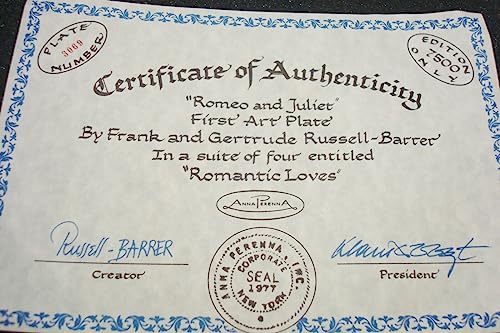 PLATE
3069
NUMBER
EDITION
7500
ONLY
Certificate of Authenticity
"Romeo and Juliet"
First Art Plate
By Frank and Gertrude Russell-Barrer
In a suite of four entitled
"Romantic Loves"
Anna Perenna
Russell-BARRER
Creator
ANNA PERENNA, INC.
CORPORATE
SEAL
1977
NEW YORK
President